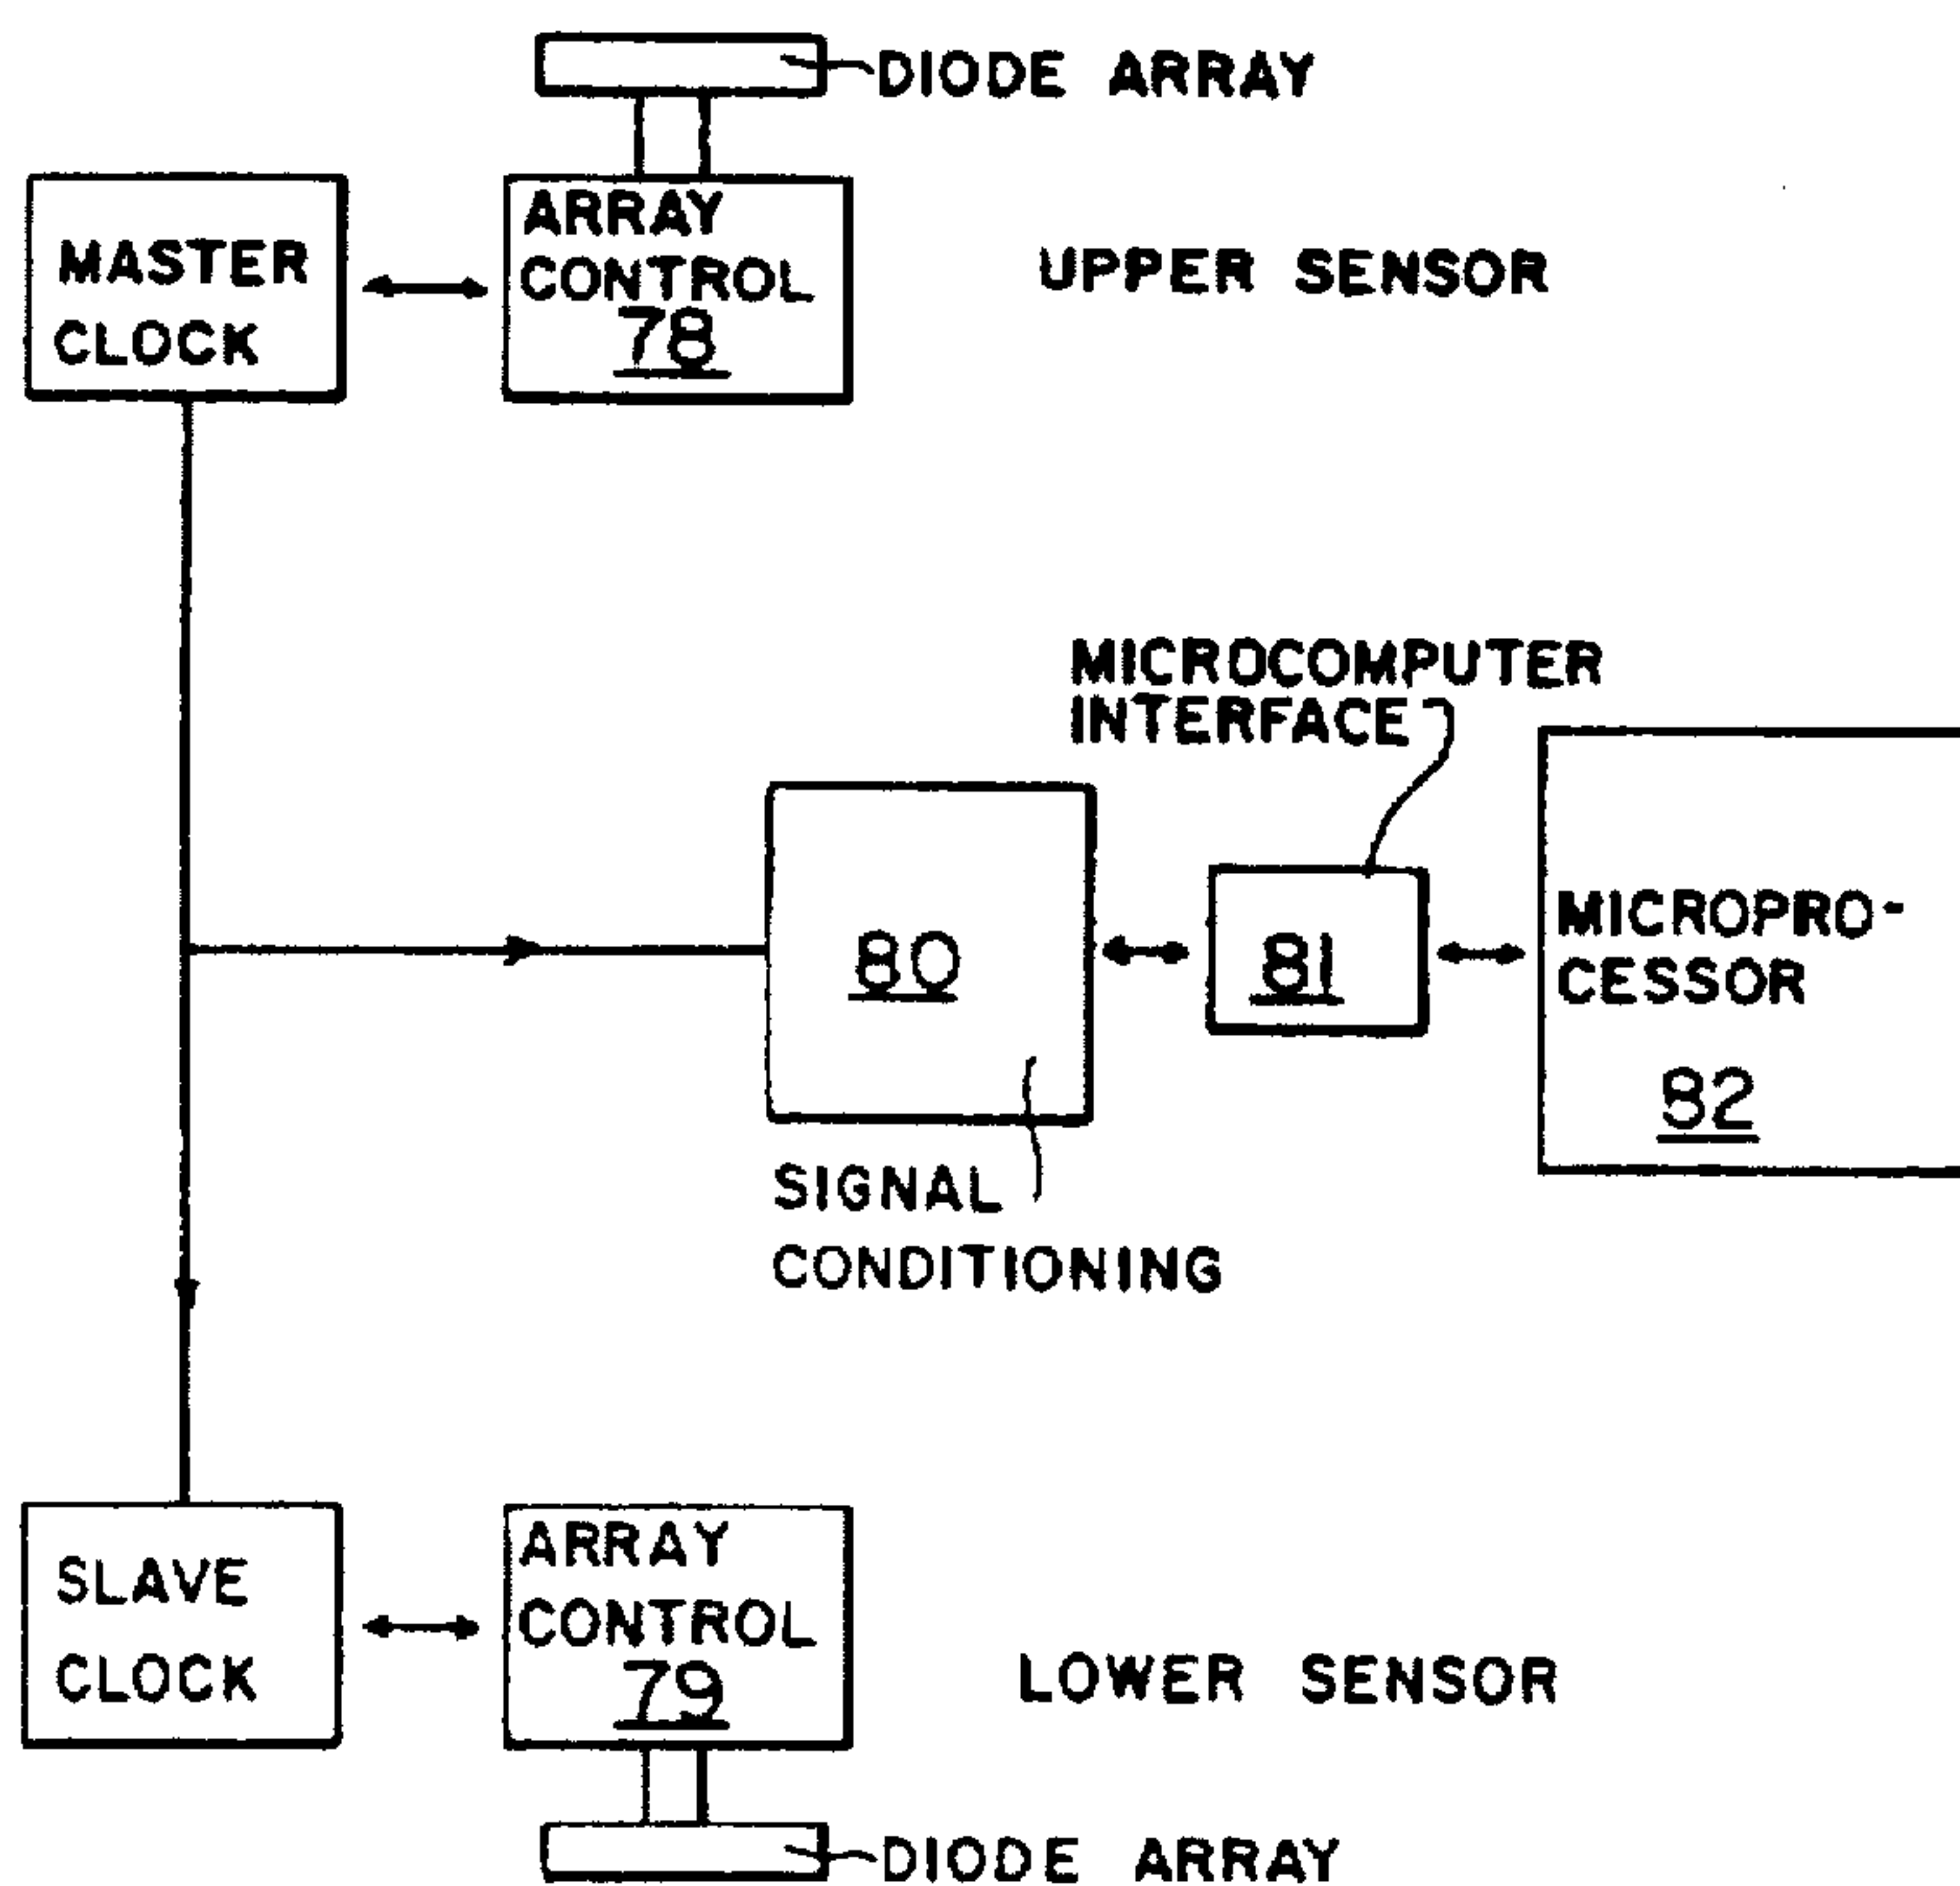 DIODE ARRAY
MASTER
CLOCK
ARRAY
CONTROL
78
UPPER SENSOR
MICROCOMPUTER
INTERFACE
80
81
MICROPRO-
CESSOR
82
SIGNAL
CONDITIONING
SLAVE
CLOCK
ARRAY
CONTROL
79
LOWER SENSOR
DIODE ARRAY